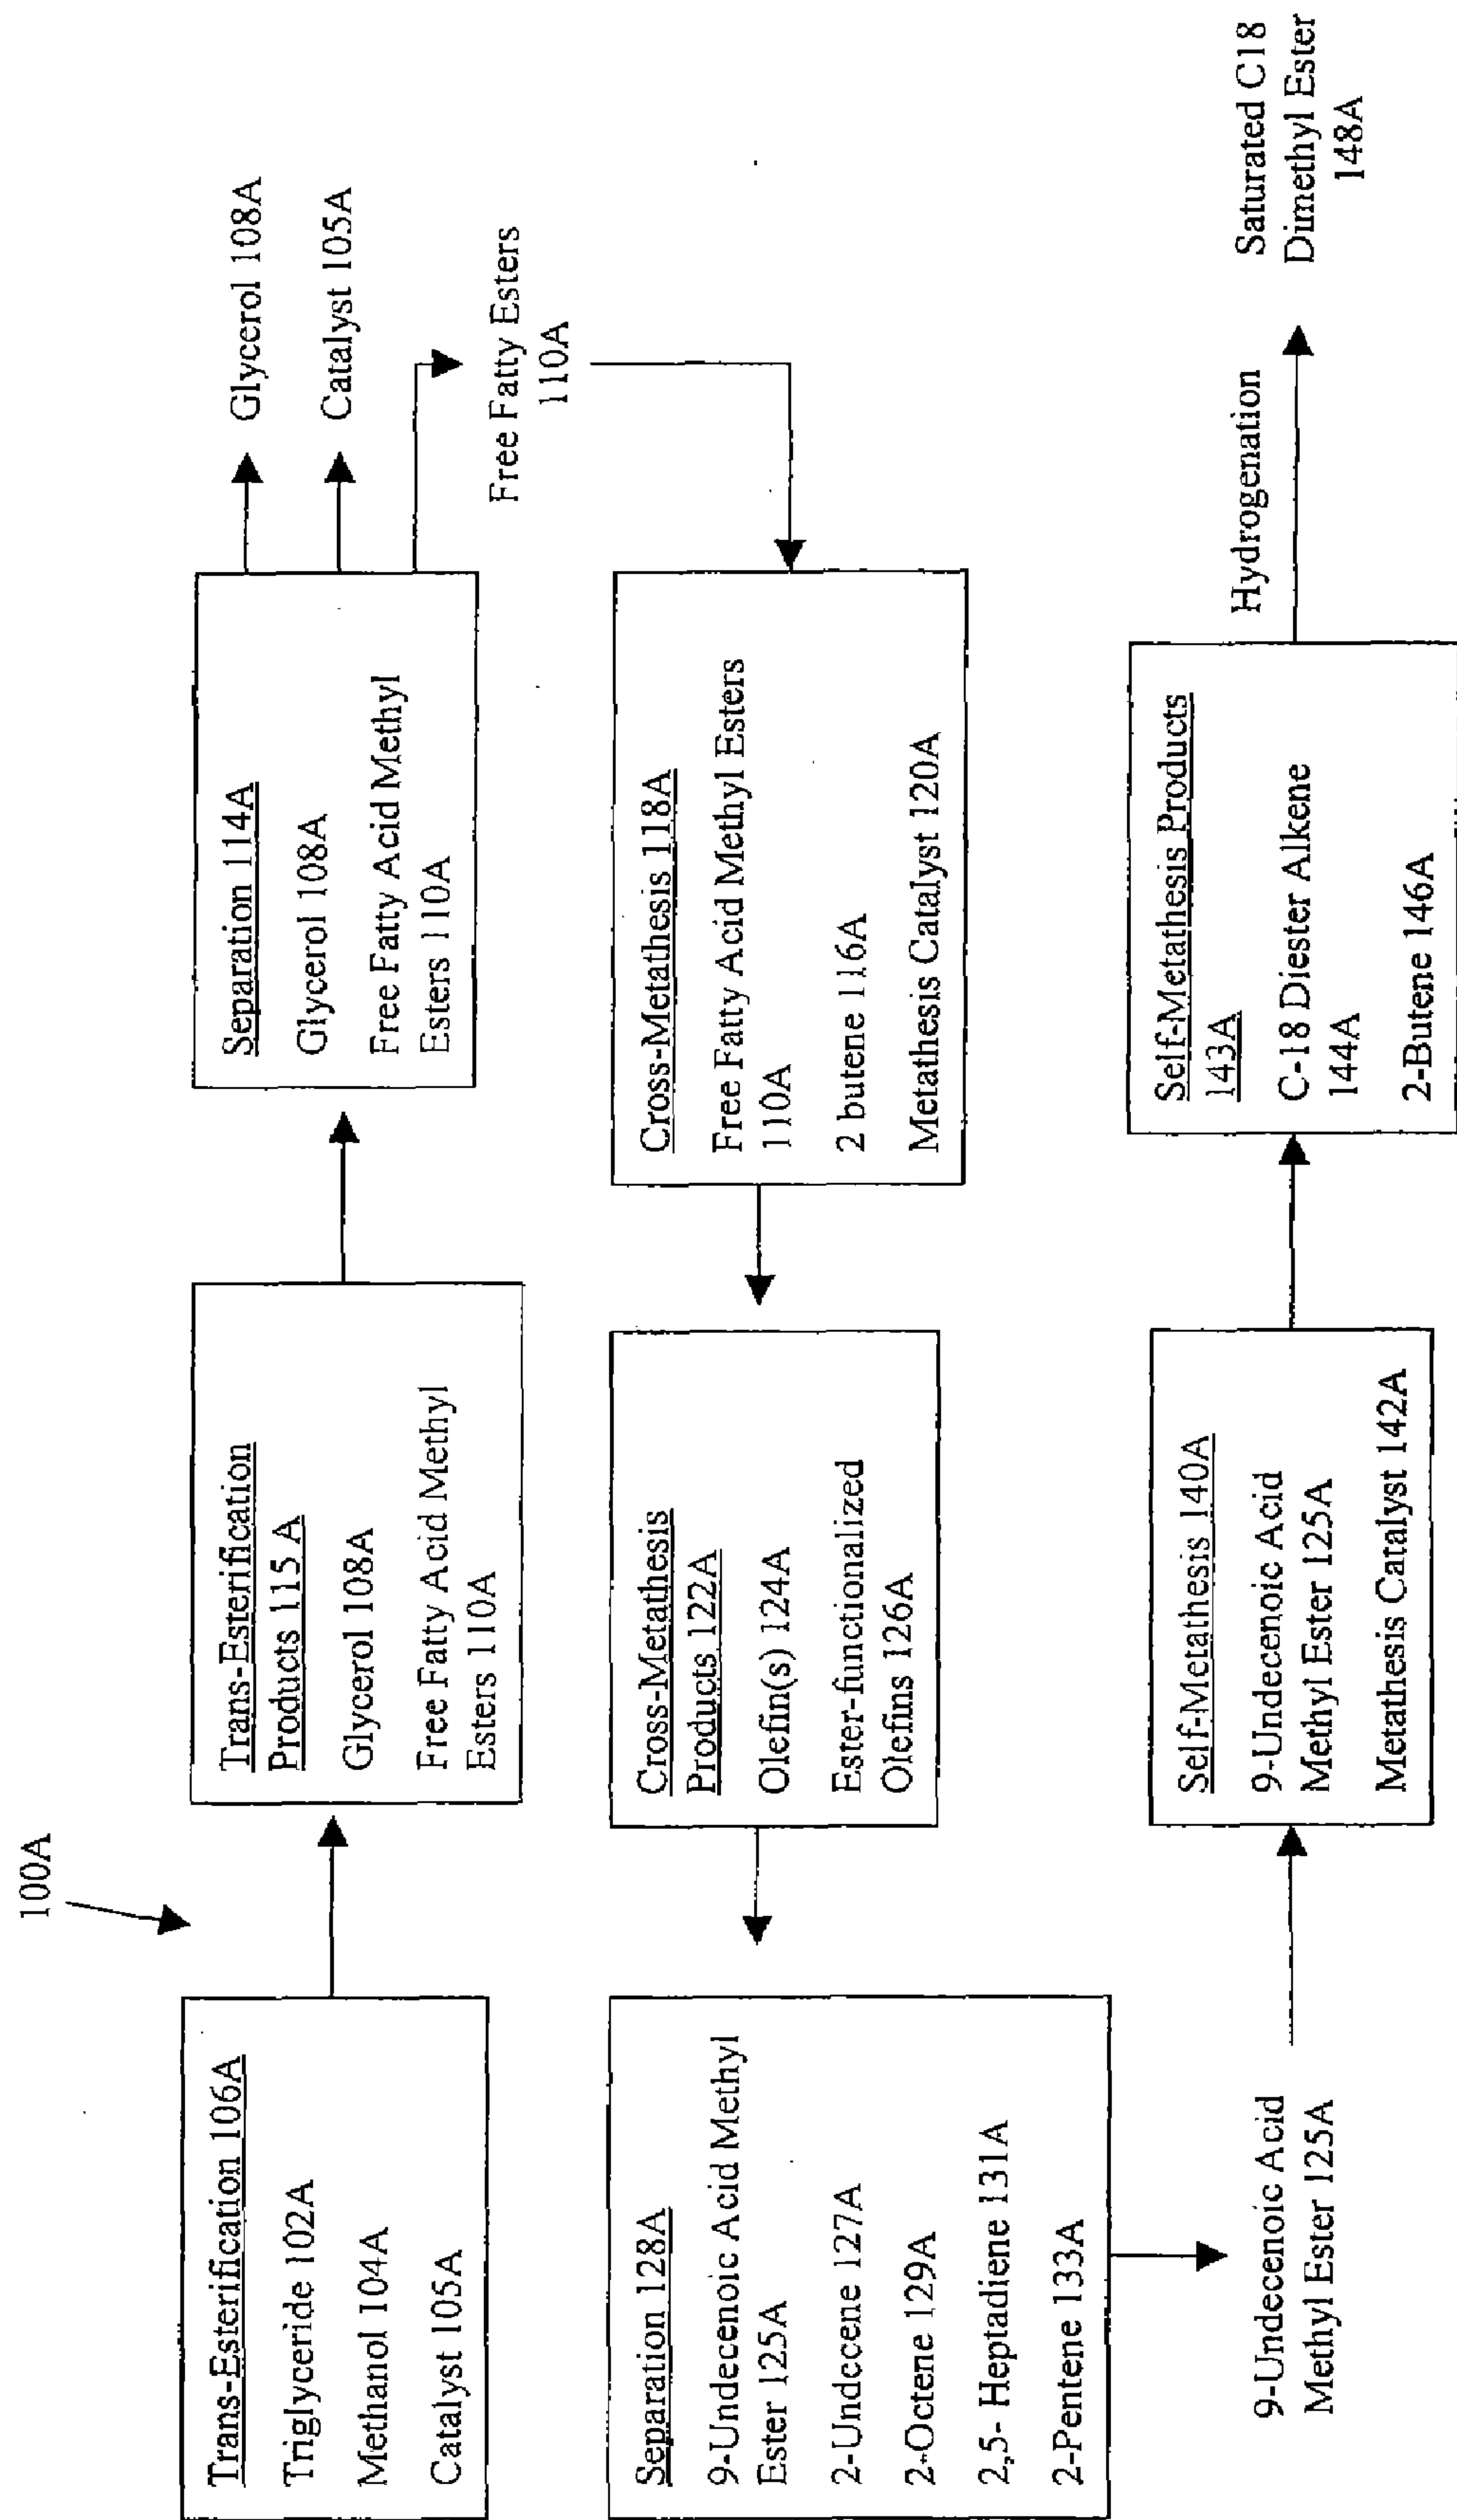 100A
Trans-Esterification 106A
Triglyceride 102A
Methanol 104A
Catalyst 105A
Trans-Esterification
Products 115 A
Glycerol 108A
Free Fatty Acid Methyl
Esters 110A
Separation 114A
Glycerol 108A
Free Fatty Acid Methyl
Esters 110A
Glycerol 108A
Catalyst 105A
Free Fatty Esters
110A
Cross-Metathesis 118A
Free Fatty Acid Methyl Esters
110A
2 butene 116A
Metathesis Catalyst 120A
Cross-Metathesis
Products 122A
Olefin(s) 124A
Ester-functionalized
Olefins 126A
Separation 128A
9-Undecenoic Acid Methyl
Ester 125A
2-Undecene 127A
2-Octene 129A
2,5- Heptadiene 131A
2-Pentene 133A
9-Undecenoic Acid
Methyl Ester 125A
Self-Metathesis 140A
9-Undecenoic Acid
Methyl Ester 125A
Metathesis Catalyst 142A
Self-Metathesis Products
143A
C-18 Diester Alkene
144A
2-Butene 146A
Hydrogenation
Saturated C18
Dimethyl Ester
148A